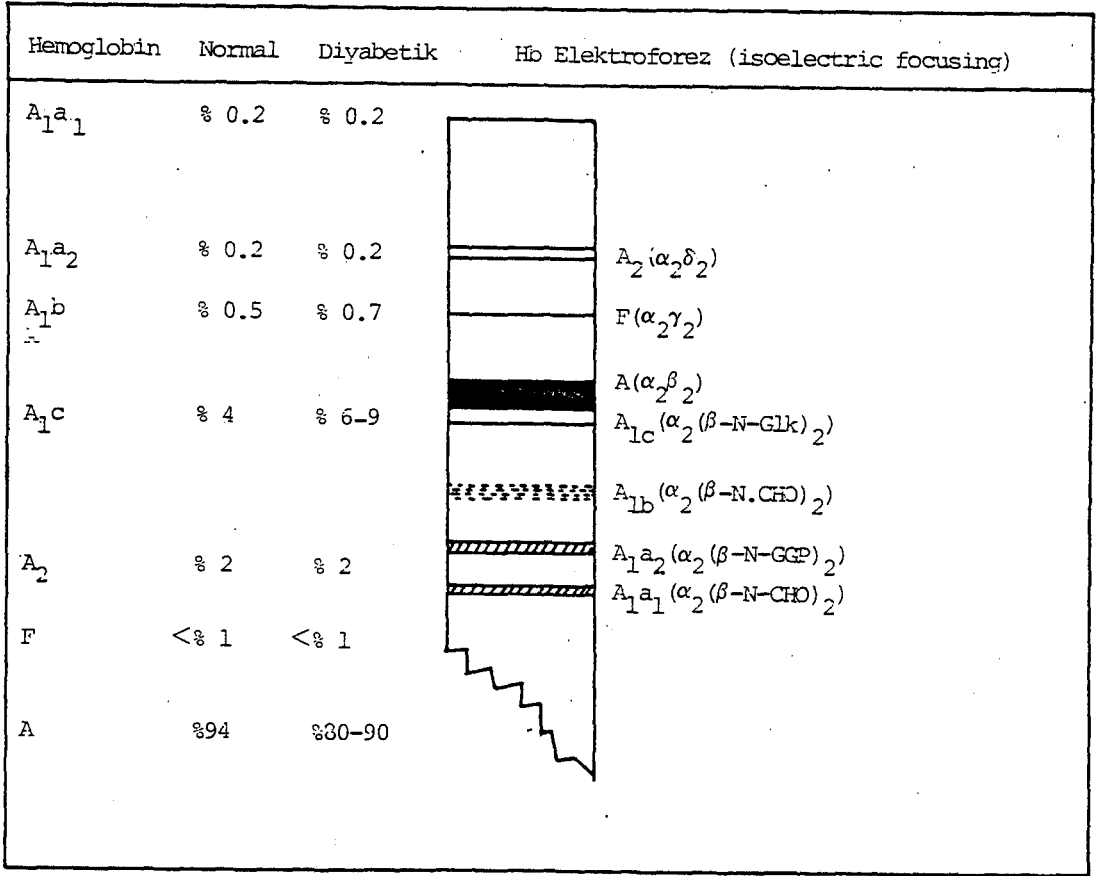 Hemoglobin Normal Diyabetik Hb Elektroforez (isoelectric focusing)
A₁a₁ % 0.2 % 0.2
A₁a₂ % 0.2 % 0.2 A₂(α₂δ₂)
A₁b % 0.5 % 0.7 F(α₂γ₂)
A(α₂β₂)
A₁c % 4 % 6-9 A₁c(α₂(β-N-Glk)₂)
A₁b(α₂(β-N.CHO)₂)
A₁a₂(α₂(β-N-GGP)₂)
A₂ % 2 % 2
A₁a₁(α₂(β-N-CHO)₂)
F <% 1 <% 1
A %94 %80-90